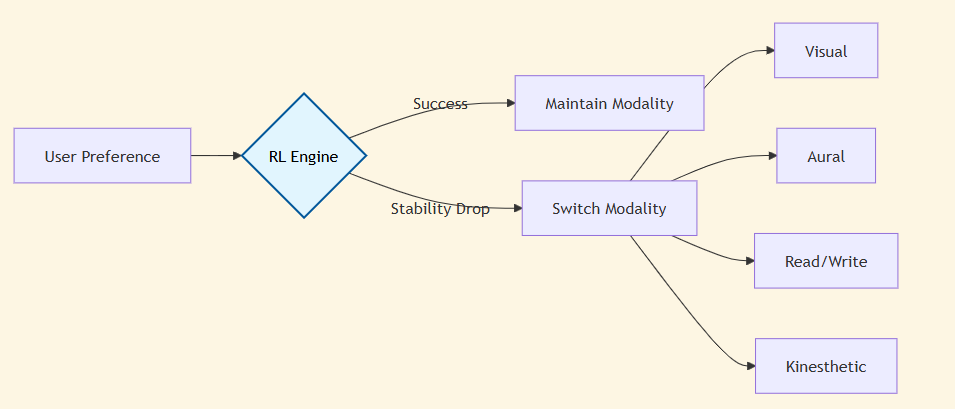 User Preference
RL Engine
Success
Stability Drop
Maintain Modality
Switch Modality
Visual
Aural
Read/Write
Kinesthetic